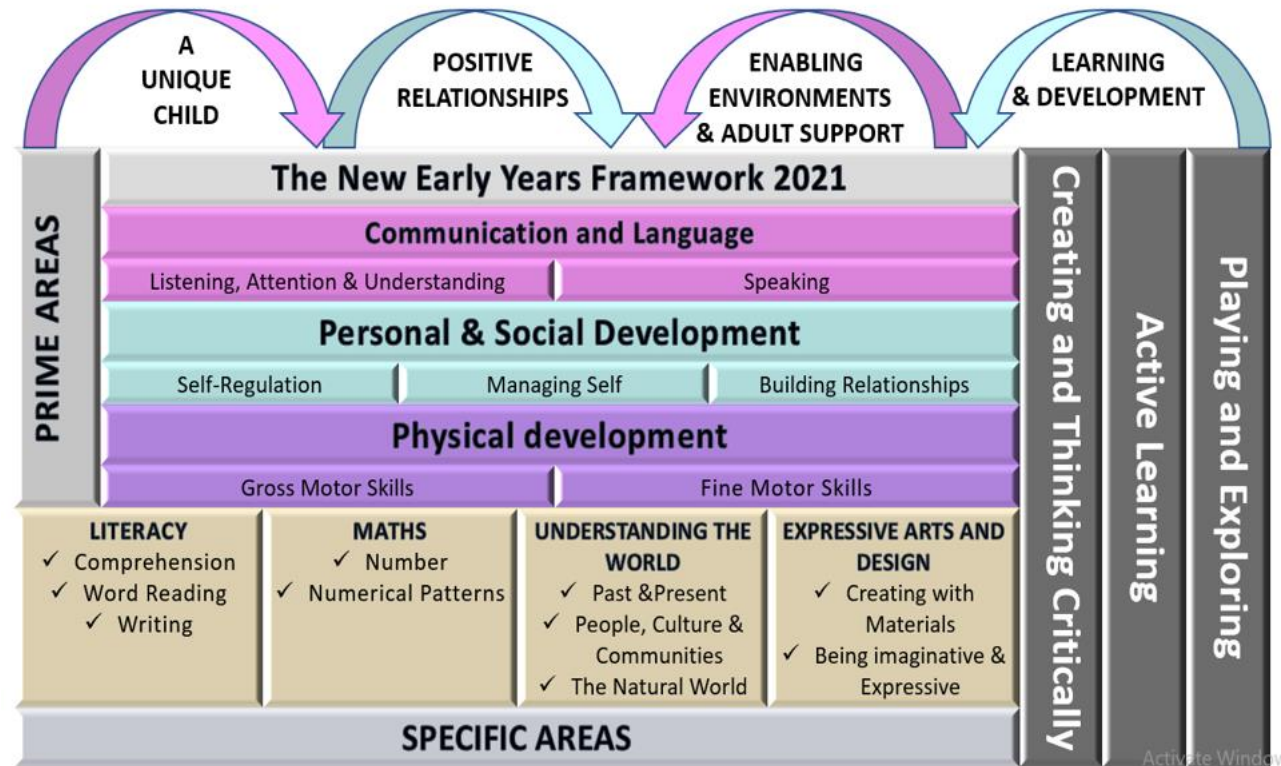 A
UNIQUE
CHILD
POSITIVE
RELATIONSHIPS
ENABLING
ENVIRONMENTS
& ADULT SUPPORT
LEARNING
& DEVELOPMENT
PRIME AREAS
The New Early Years Framework 2021
Communication and Language
Listening, Attention & Understanding
Speaking
Personal & Social Development
Self-Regulation
Managing Self
Building Relationships
Physical development
Gross Motor Skills
Fine Motor Skills
LITERACY
✓ Comprehension
✓ Word Reading
✓ Writing
MATHS
✓ Number
✓ Numerical Patterns
UNDERSTANDING THE
WORLD
✓ Past &Present
✓ People, Culture &
Communities
✓ The Natural World
EXPRESSIVE ARTS AND
DESIGN
✓ Creating with
Materials
✓ Being imaginative &
Expressive
SPECIFIC AREAS
Creating and Thinking Critically
Active Learning
Playing and Exploring
Activate Window